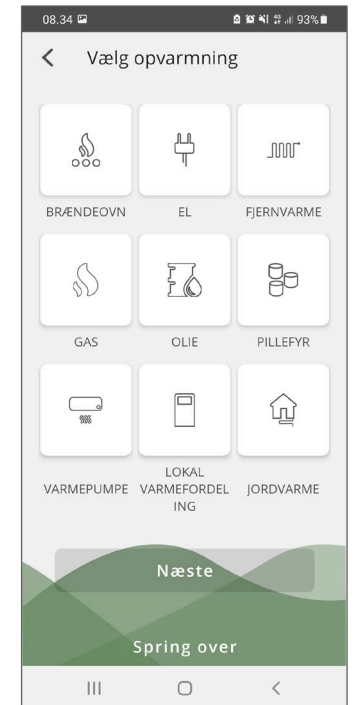 08.34 93%
Vælg opvarmning
BRÆNDEOVN EL FJERNVARME
GAS OLIE PILLEFYR
VARMEPUMPE LOKAL VARMEFORDEL ING JORDVARME
Næste
Spring over